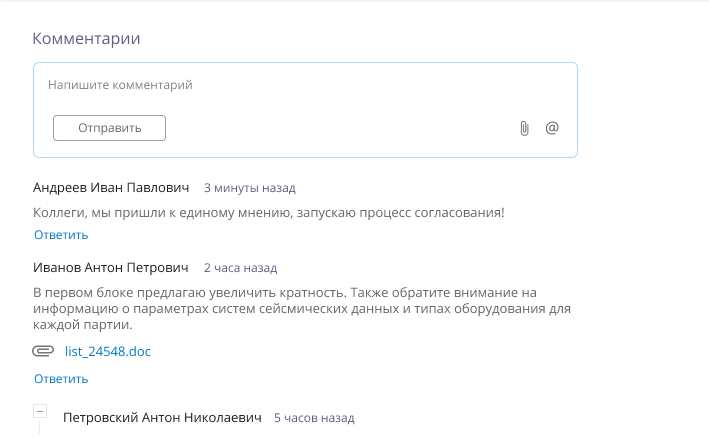 Комментарии
Напишите комментарий
Отправить
@
Андреев Иван Павлович 3 минуты назад
Коллеги, мы пришли к единому мнению, запускаю процесс согласования!
Ответить
Иванов Антон Петрович 2 часа назад
В первом блоке предлагаю увеличить кратность. Также обратите внимание на
информацию о параметрах систем сейсмических данных и типах оборудования для
каждой партии.
list_24548.doc
Ответить
Петровский Антон Николаевич 5 часов назад